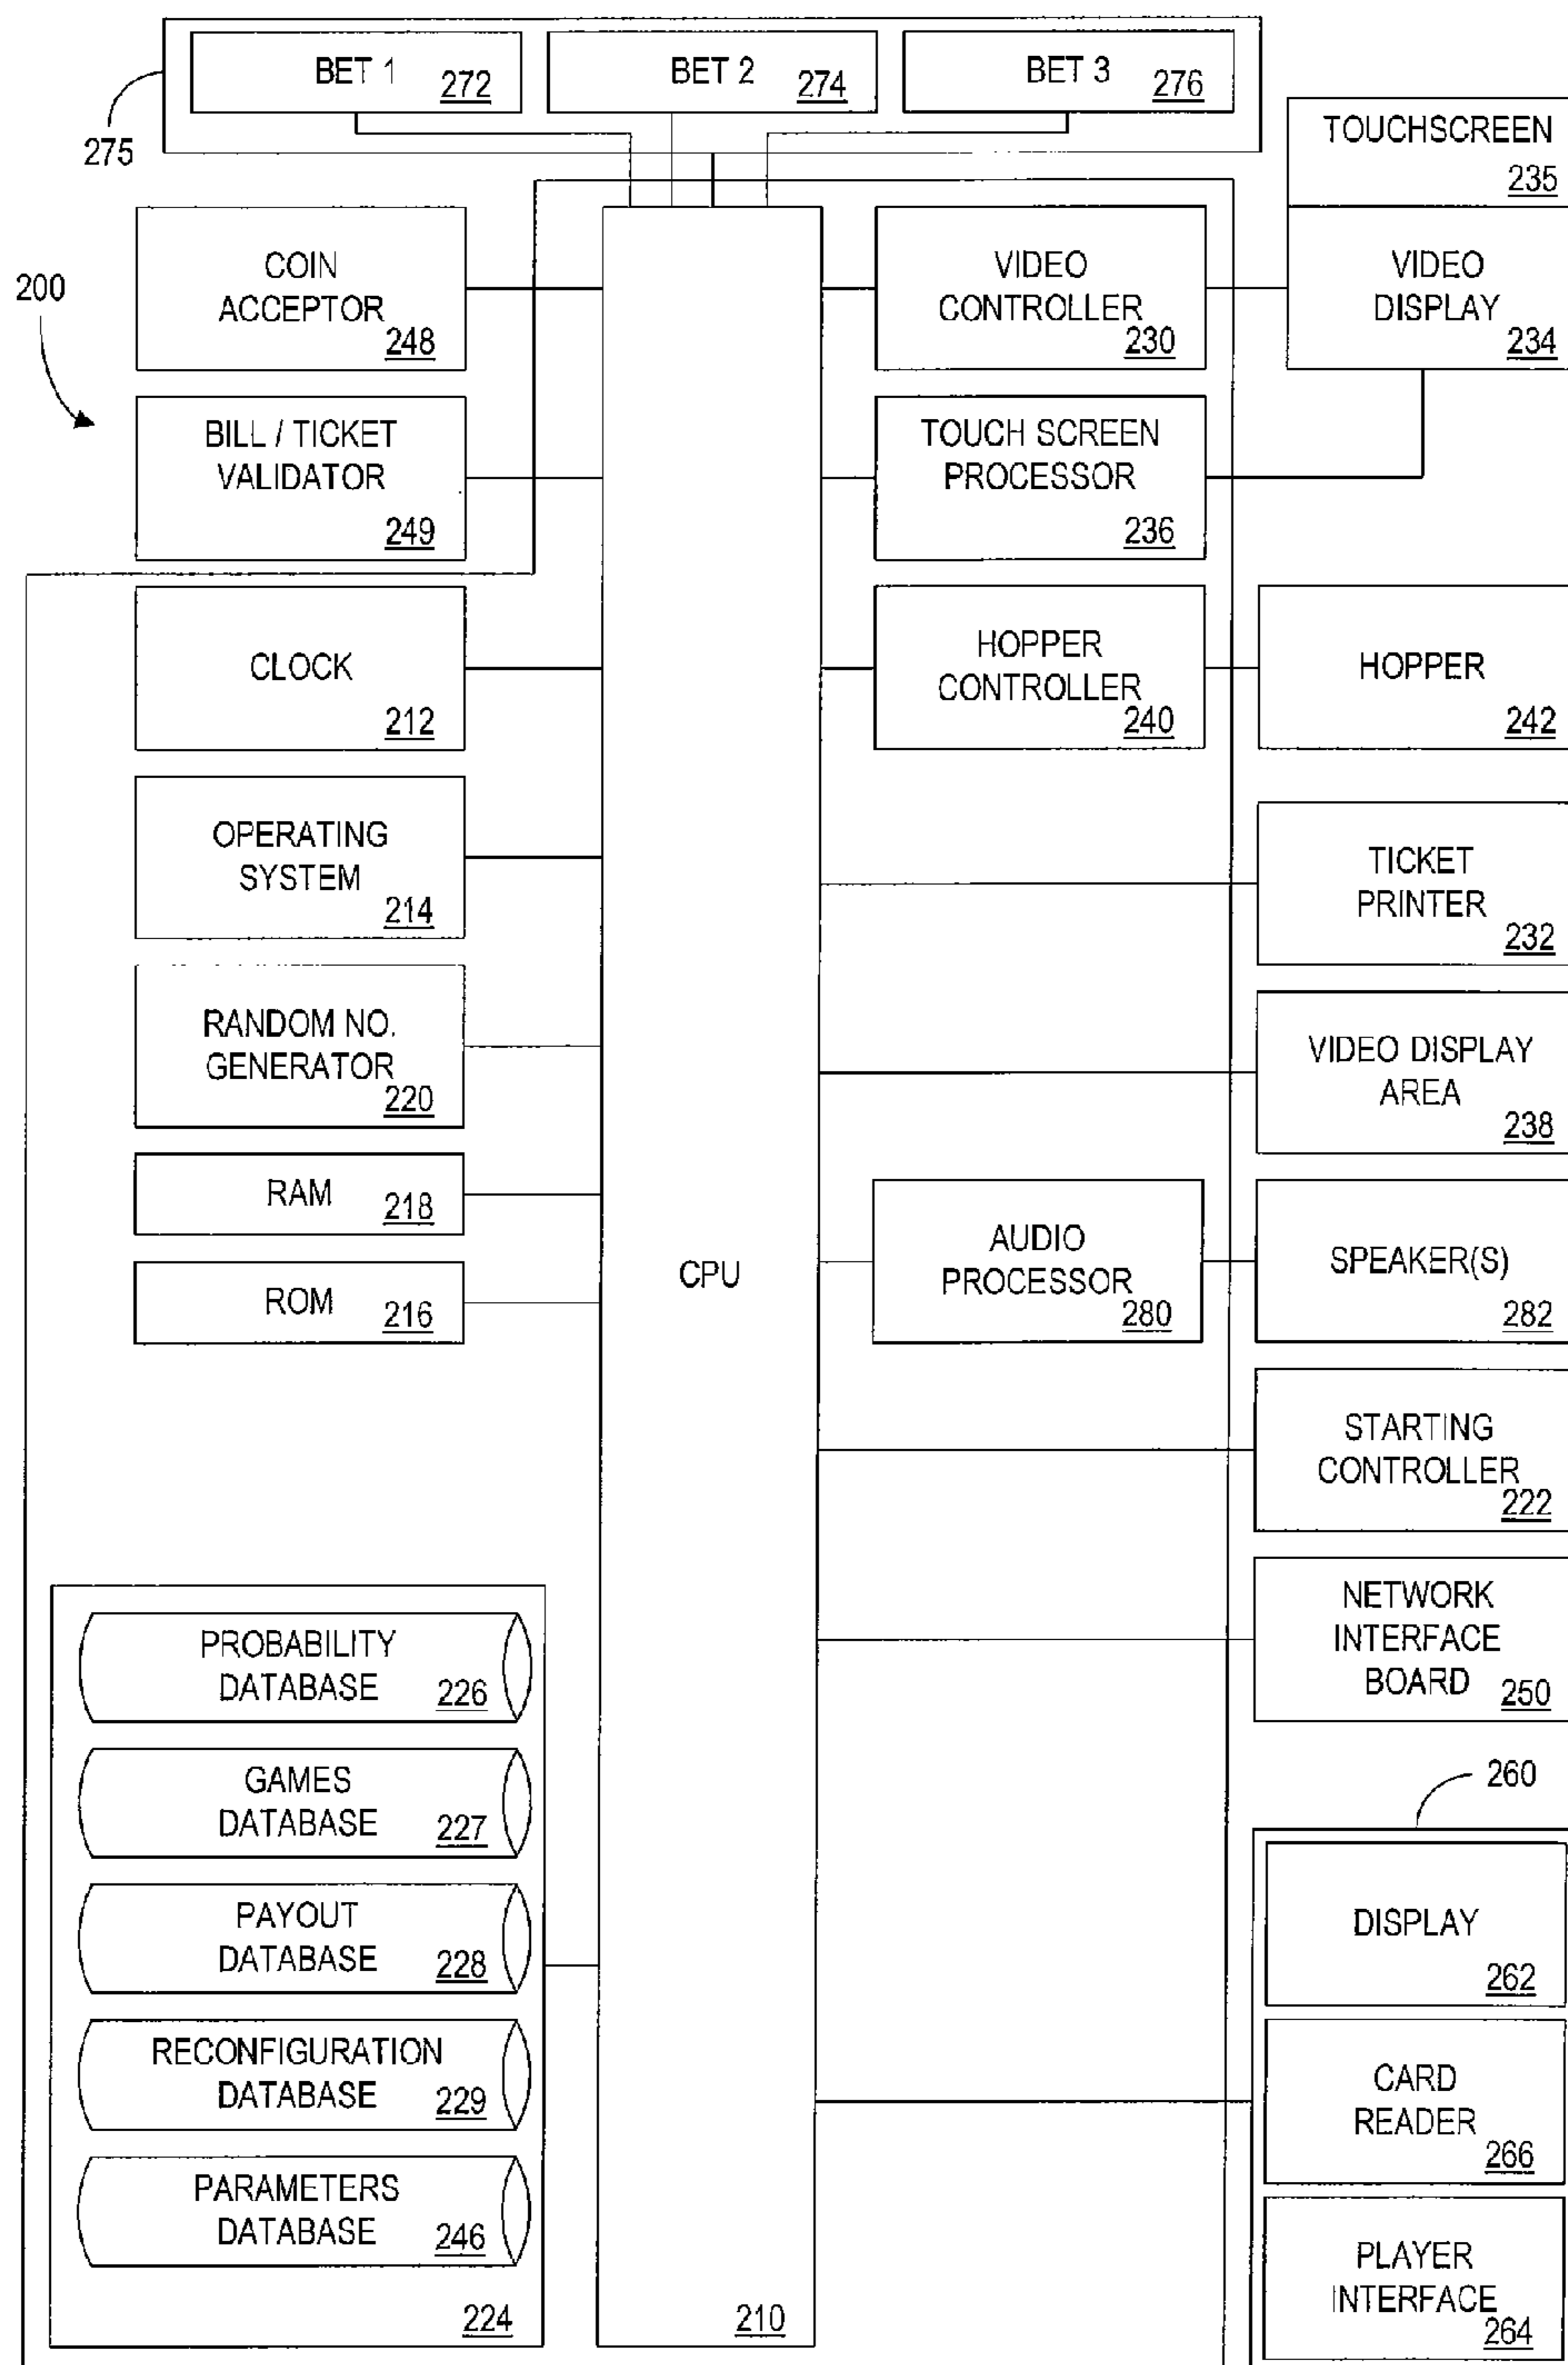 BET 1
272
BET 2
274
BET 3
276
275
TOUCHSCREEN
235
200
COIN
ACCEPTOR
248
VIDEO
CONTROLLER
230
VIDEO
DISPLAY
234
BILL / TICKET
VALIDATOR
249
TOUCH SCREEN
PROCESSOR
236
CLOCK
212
HOPPER
CONTROLLER
240
HOPPER
242
OPERATING
SYSTEM
214
TICKET
PRINTER
232
RANDOM NO.
GENERATOR
220
VIDEO DISPLAY
AREA
238
RAM
218
ROM
216
CPU
AUDIO
PROCESSOR
280
SPEAKER(S)
282
STARTING
CONTROLLER
222
NETWORK
INTERFACE
BOARD
250
PROBABILITY
DATABASE
226
GAMES
DATABASE
227
PAYOUT
DATABASE
228
RECONFIGURATION
DATABASE
229
PARAMETERS
DATABASE
246
224
210
260
DISPLAY
262
CARD
READER
266
PLAYER
INTERFACE
264